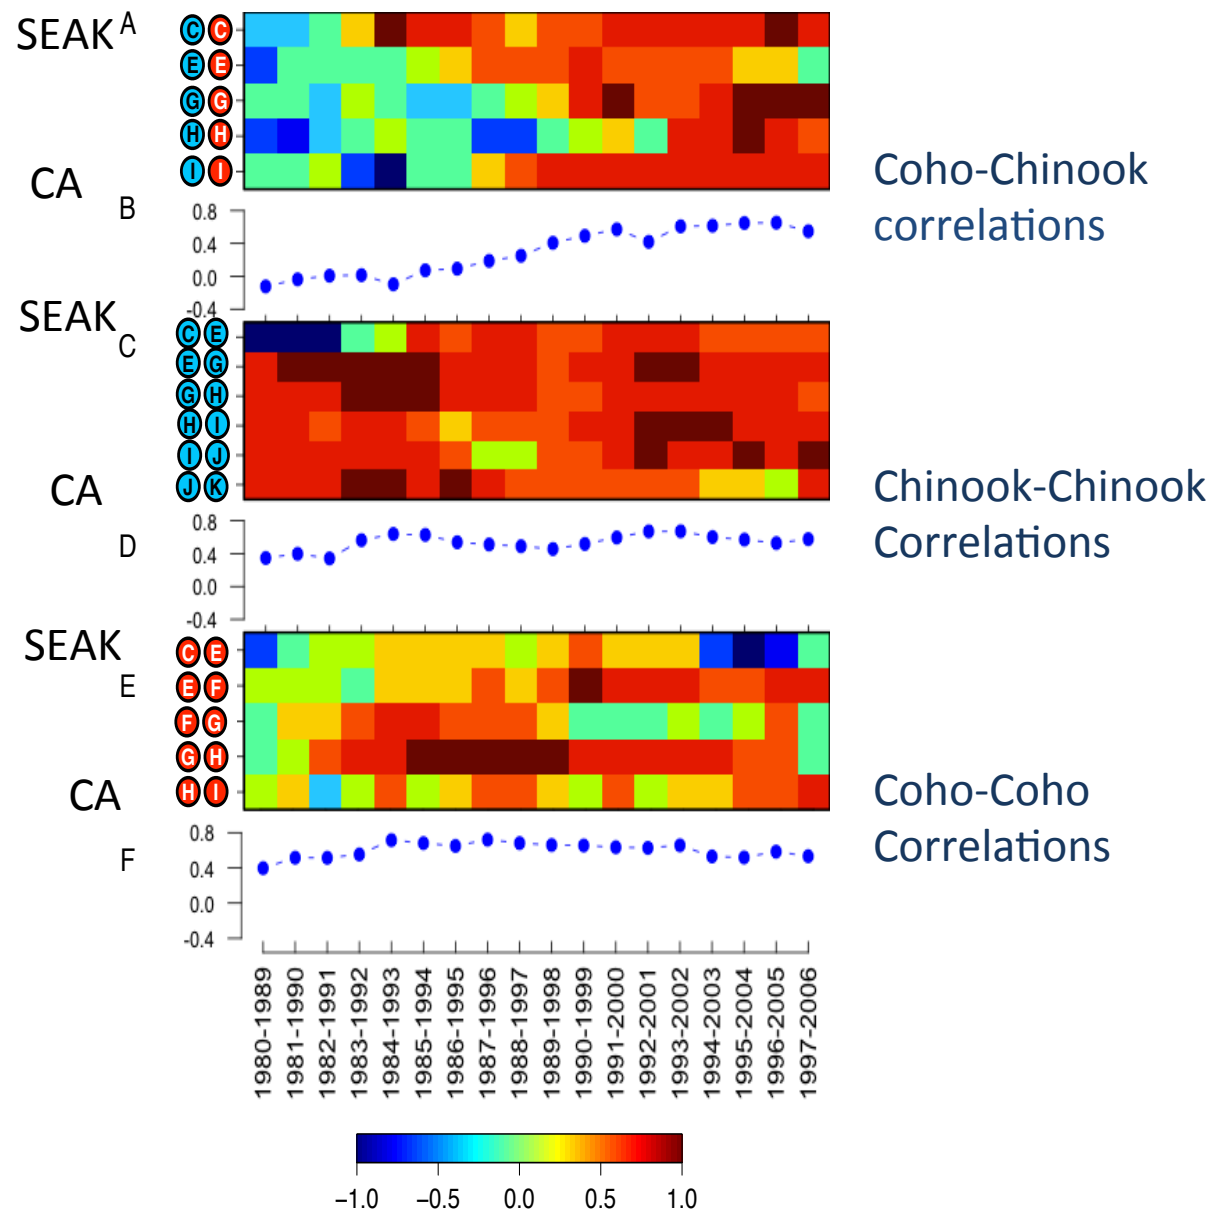 SEAK A
C C
E E
G G
H H
I I
CA
Coho-Chinook
correlations
B
0.8
0.4
0.0
-0.4
SEAK
C
C E
E G
G H
H I
I J
J K
CA
Chinook-Chinook
Correlations
D
0.8
0.4
0.0
-0.4
SEAK
E
C E
E F
F G
G H
H I
CA
Coho-Coho
Correlations
F
0.8
0.4
0.0
-0.4
1980-1989
1981-1990
1982-1991
1983-1992
1984-1993
1985-1994
1986-1995
1987-1996
1988-1997
1989-1998
1990-1999
1991-2000
1992-2001
1993-2002
1994-2003
1995-2004
1996-2005
1997-2006
−1.0 −0.5 0.0 0.5 1.0